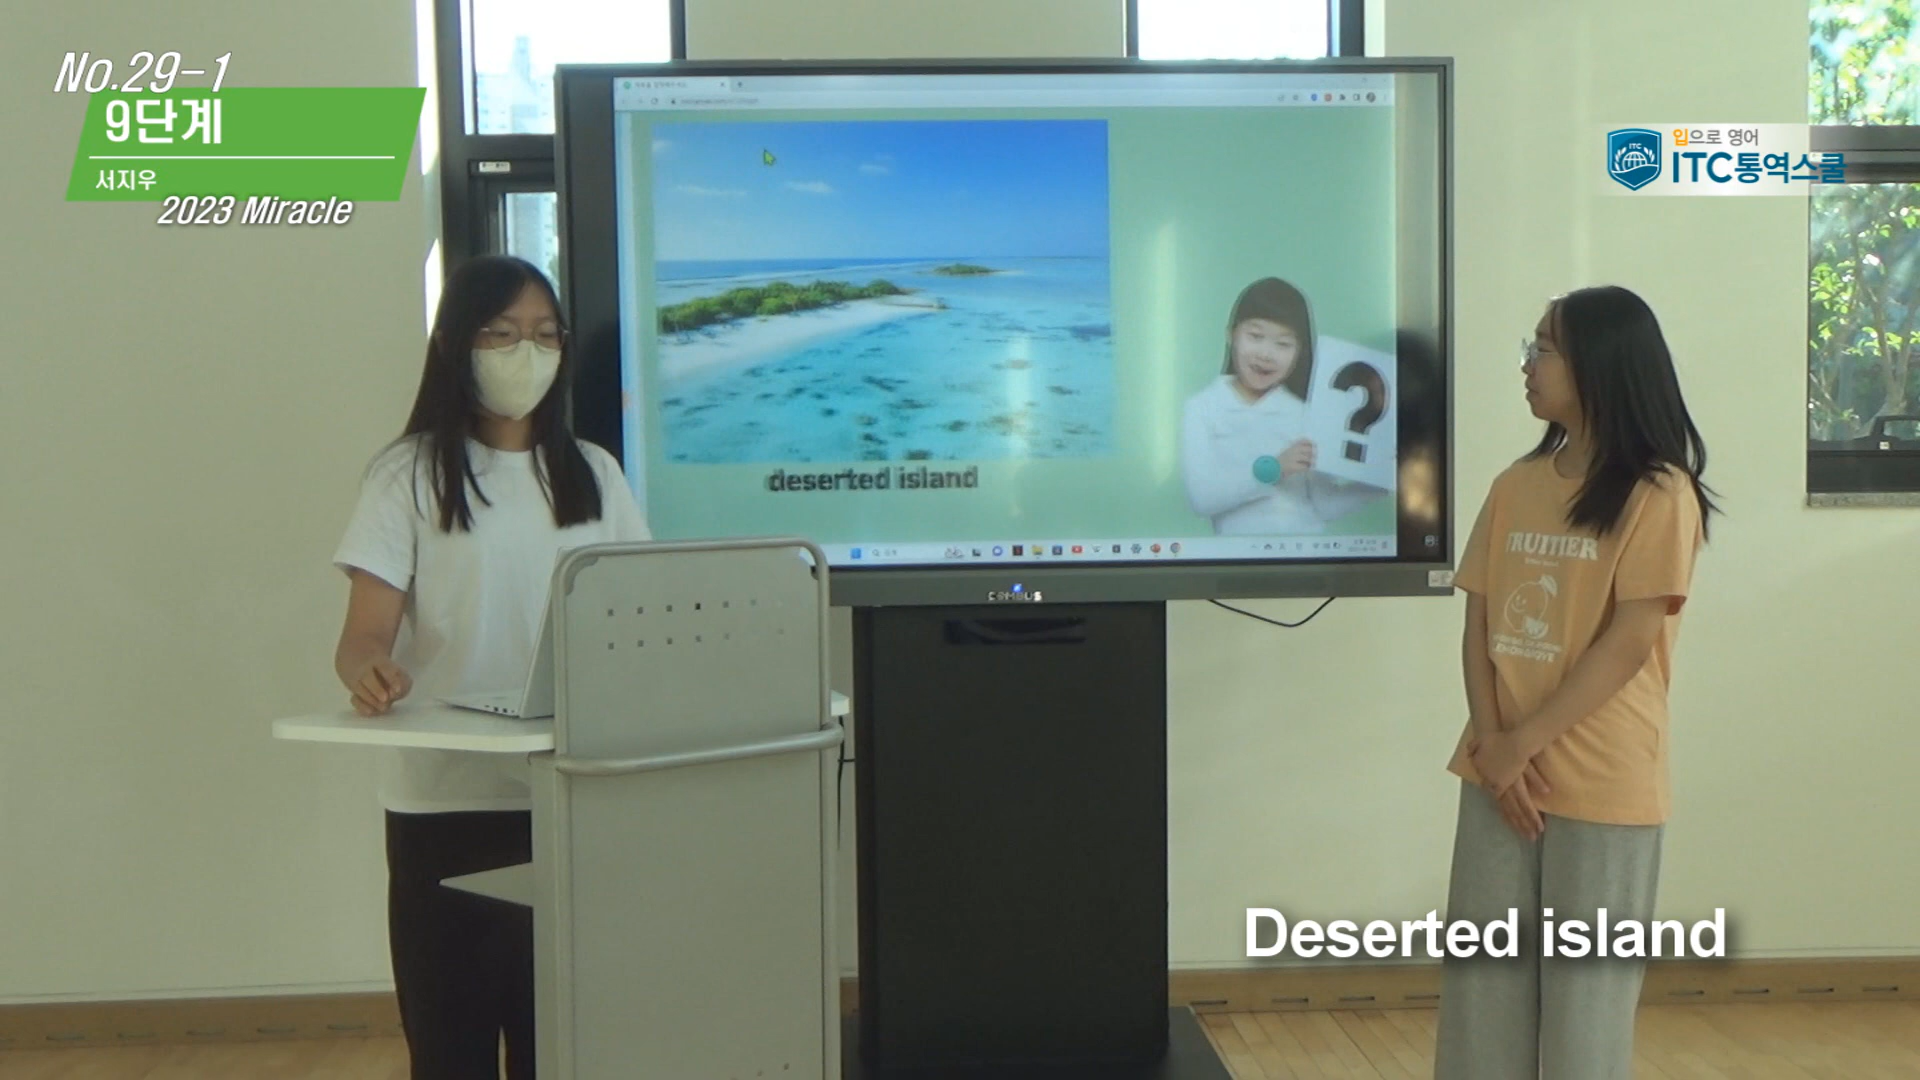 No.29-1
9단계
서지우
2023 Miracle
입으로 영어
ITC통역스쿨
ITC
deserted island
?
FRUITIER
Deserted island